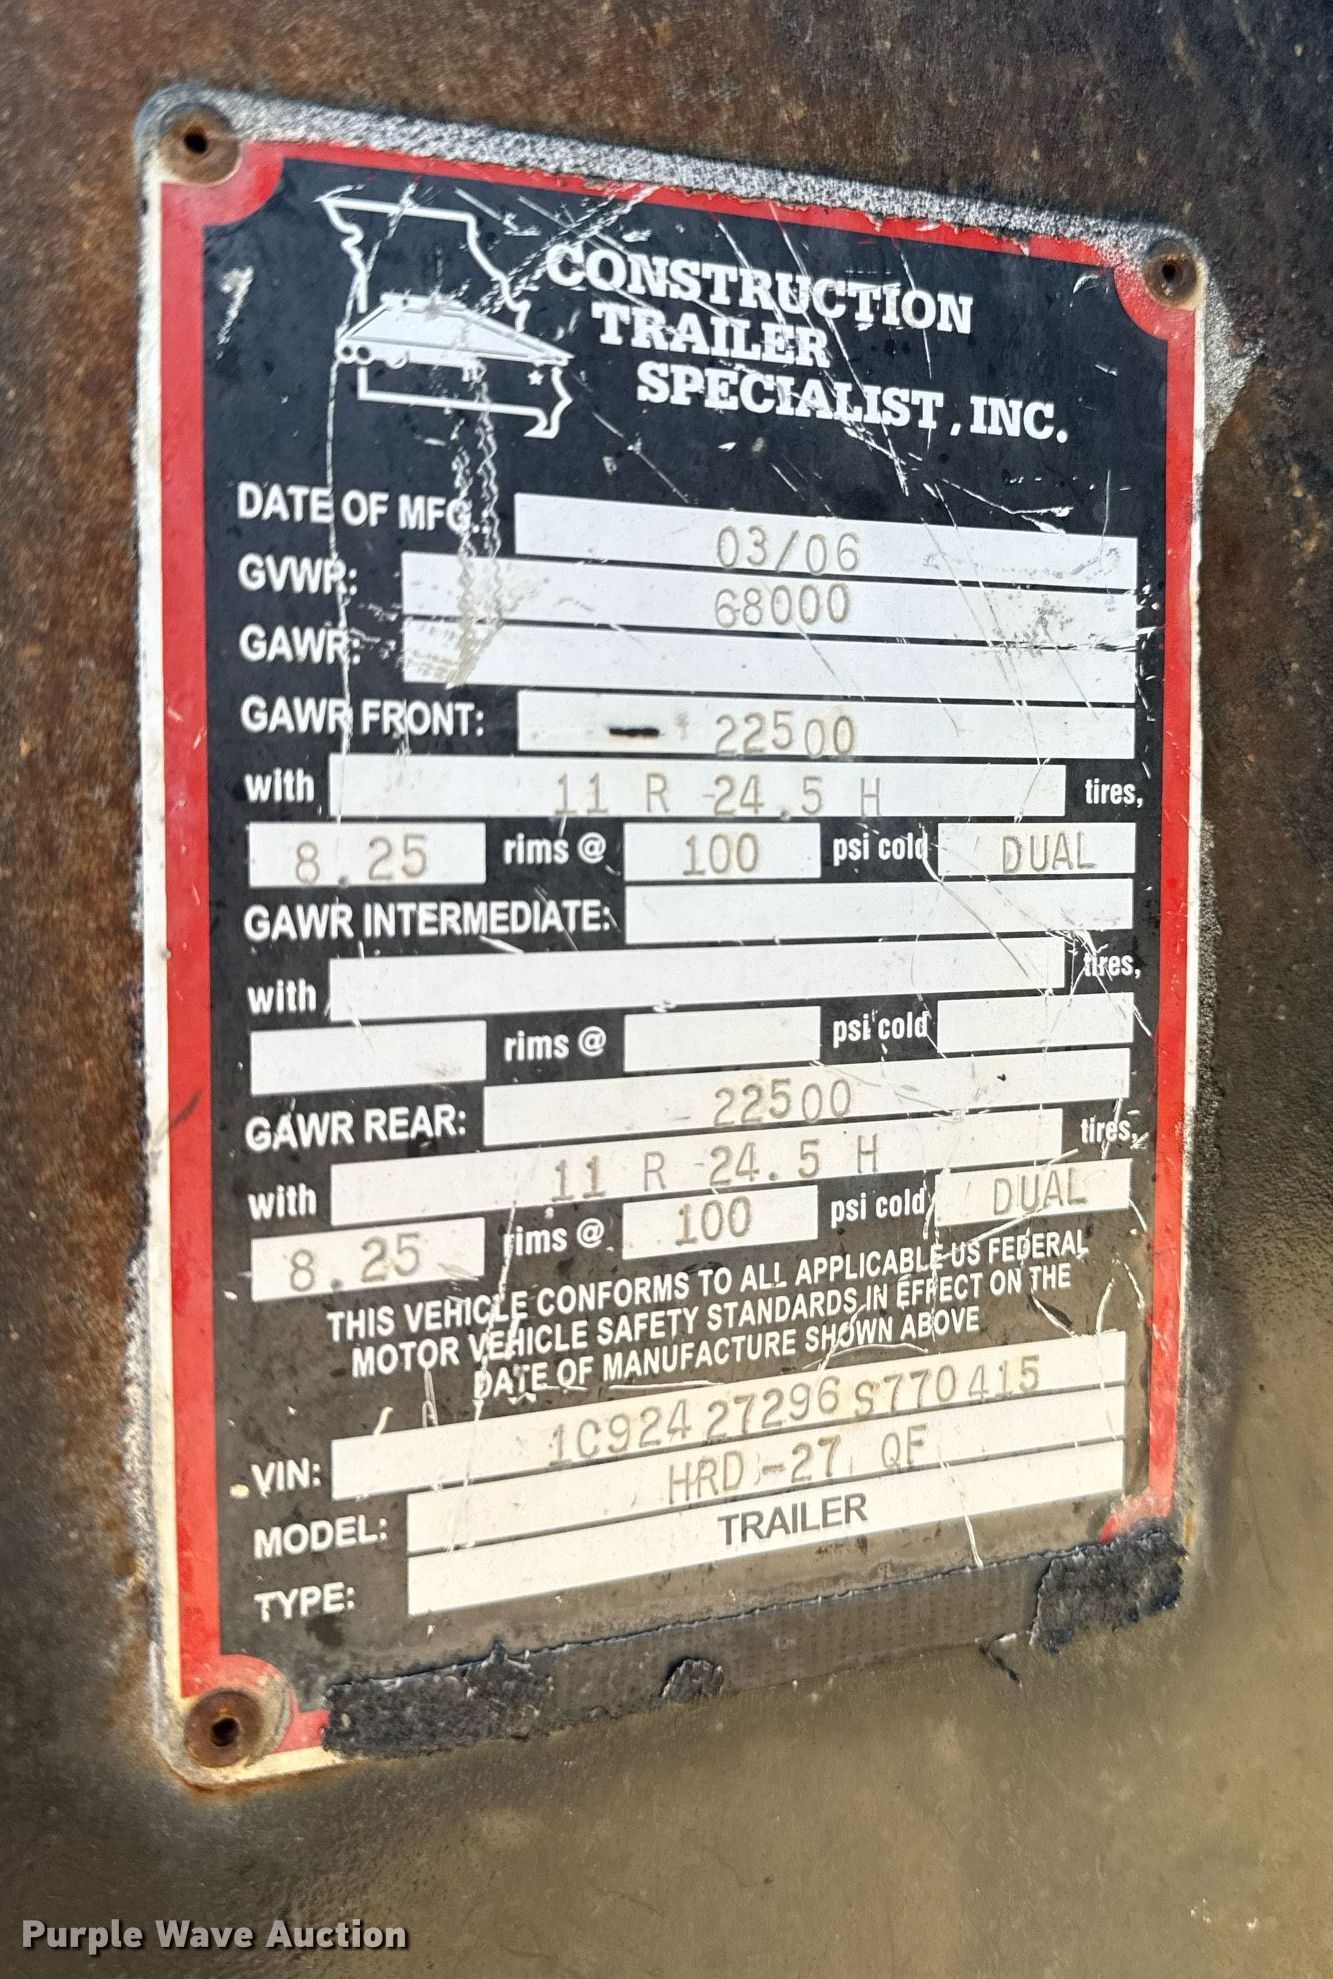 CONSTRUCTION
TRAILER
SPECIALIST, INC.
DATE OF MFG.: 03/06
GVWR: 68000
GAWR:
GAWR FRONT: - 22500
with 11 R -24.5 H tires,
8.25 rims @ 100 psi cold DUAL
GAWR INTERMEDIATE:
with tires,
rims @ psi cold
GAWR REAR: 22500
with 11 R -24.5 H tires,
8.25 rims @ 100 psi cold DUAL
THIS VEHICLE CONFORMS TO ALL APPLICABLE US FEDERAL
MOTOR VEHICLE SAFETY STANDARDS IN EFFECT ON THE
DATE OF MANUFACTURE SHOWN ABOVE
VIN: 1C92427296S770415
MODEL: HRD-27 QF
TYPE: TRAILER
Purple Wave Auction